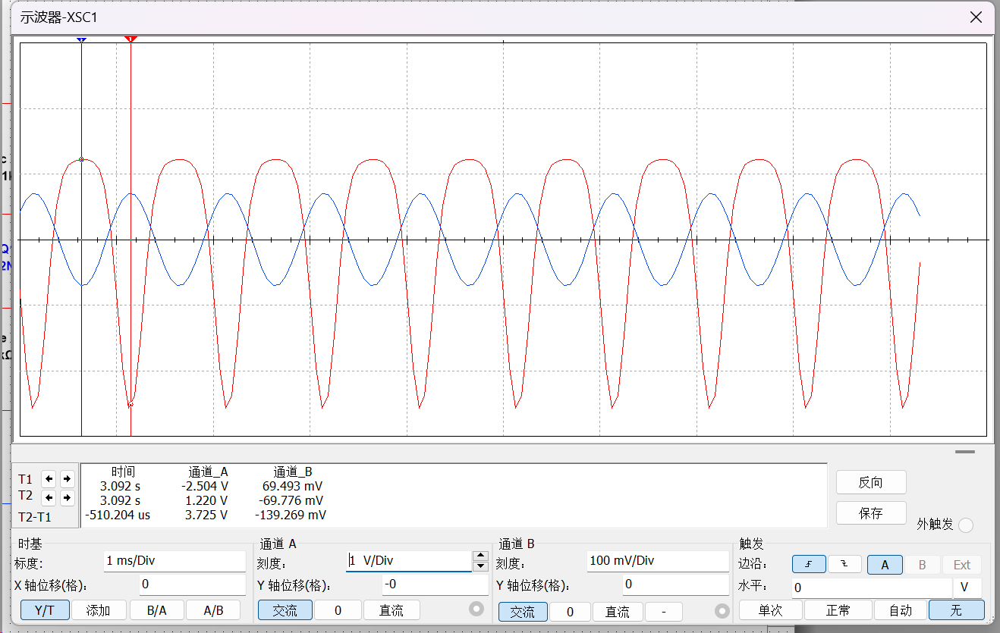 示波器-XSC1
2
1
c
1k
Q
2N
e
kΩ
T1
T2
T2-T1
时间 通道_A 通道_B
3.092 s -2.504 V 69.493 mV
3.092 s 1.220 V -69.776 mV
-510.204 us 3.725 V -139.269 mV
反向
保存
外触发
时基
标度: 1 ms/Div
X 轴位移(格): 0
Y/T 添加 B/A A/B
通道 A
刻度: 1 V/Div
Y 轴位移(格): -0
交流 0 直流
通道 B
刻度: 100 mV/Div
Y 轴位移(格): 0
交流 0 直流 -
触发
边沿: A B Ext
水平: 0 V
单次 正常 自动 无